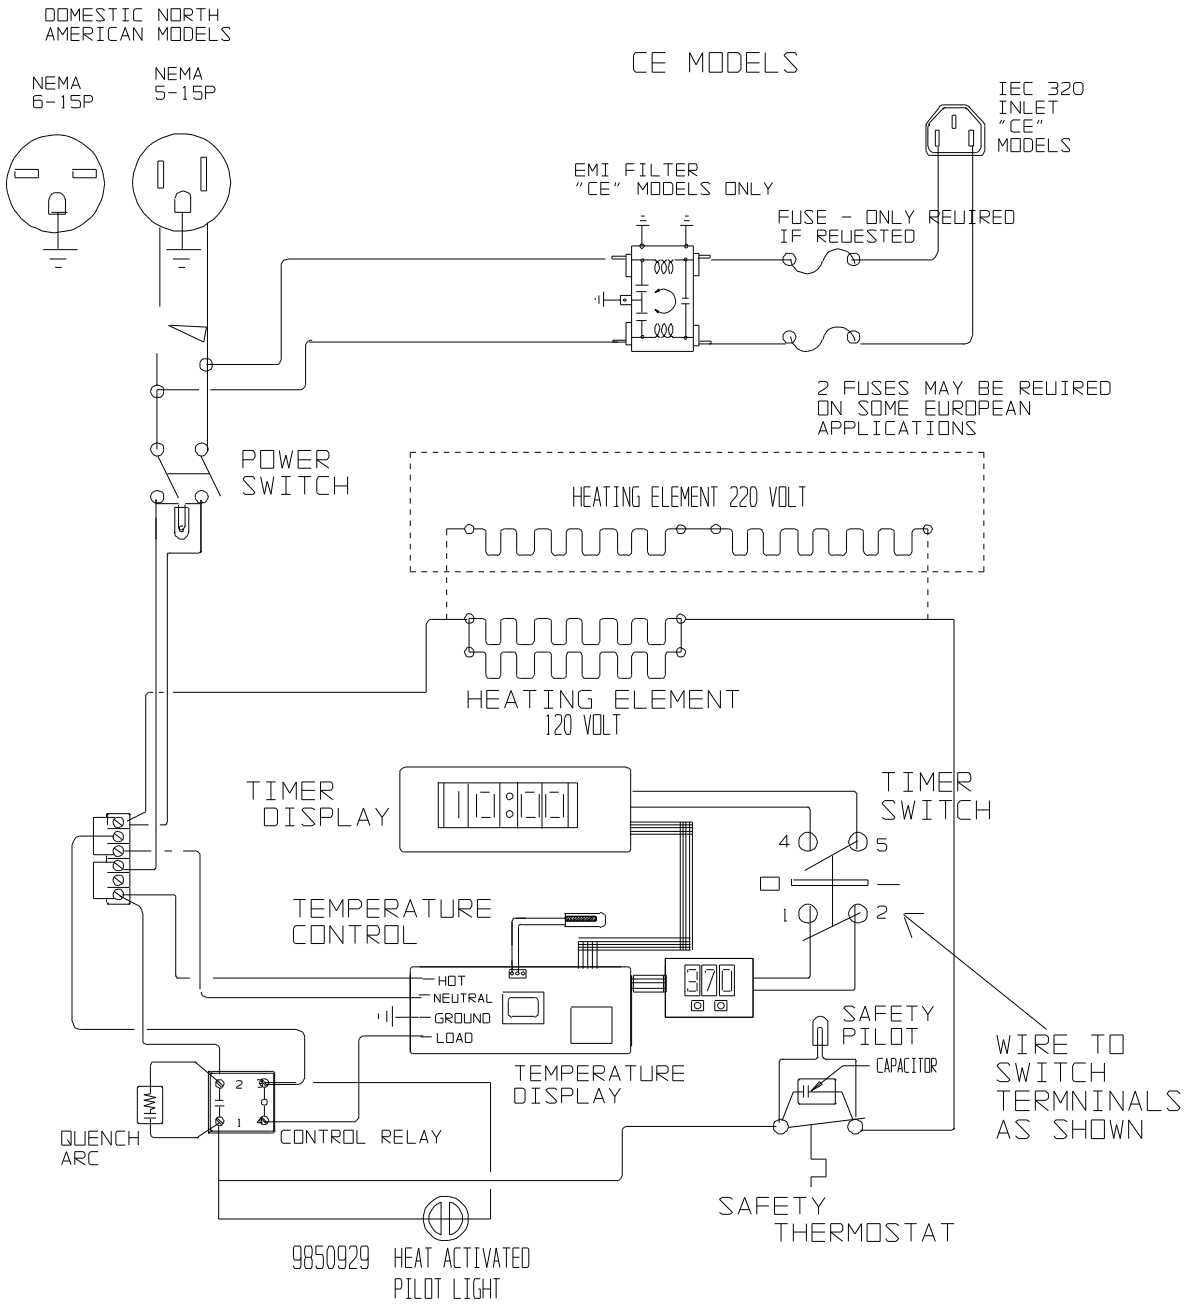 DOMESTIC NORTH
AMERICAN MODELS
NEMA
6-15P
NEMA
5-15P
CE MODELS
IEC 320
INLET
"CE"
MODELS
EMI FILTER
"CE" MODELS ONLY
FUSE - ONLY REUIRED
IF REUESTED
2 FUSES MAY BE REUIRED
ON SOME EUROPEAN
APPLICATIONS
POWER
SWITCH
HEATING ELEMENT 220 VOLT
HEATING ELEMENT
120 VOLT
TIMER
DISPLAY
10:00
TIMER
SWITCH
4
5
1
2
TEMPERATURE
CONTROL
HOT
NEUTRAL
GROUND
LOAD
370
TEMPERATURE
DISPLAY
SAFETY
PILOT
CAPACITOR
WIRE TO
SWITCH
TERMNINALS
AS SHOWN
2 3
1 4
QUENCH
ARC
CONTROL RELAY
SAFETY
THERMOSTAT
9850929
HEAT ACTIVATED
PILOT LIGHT